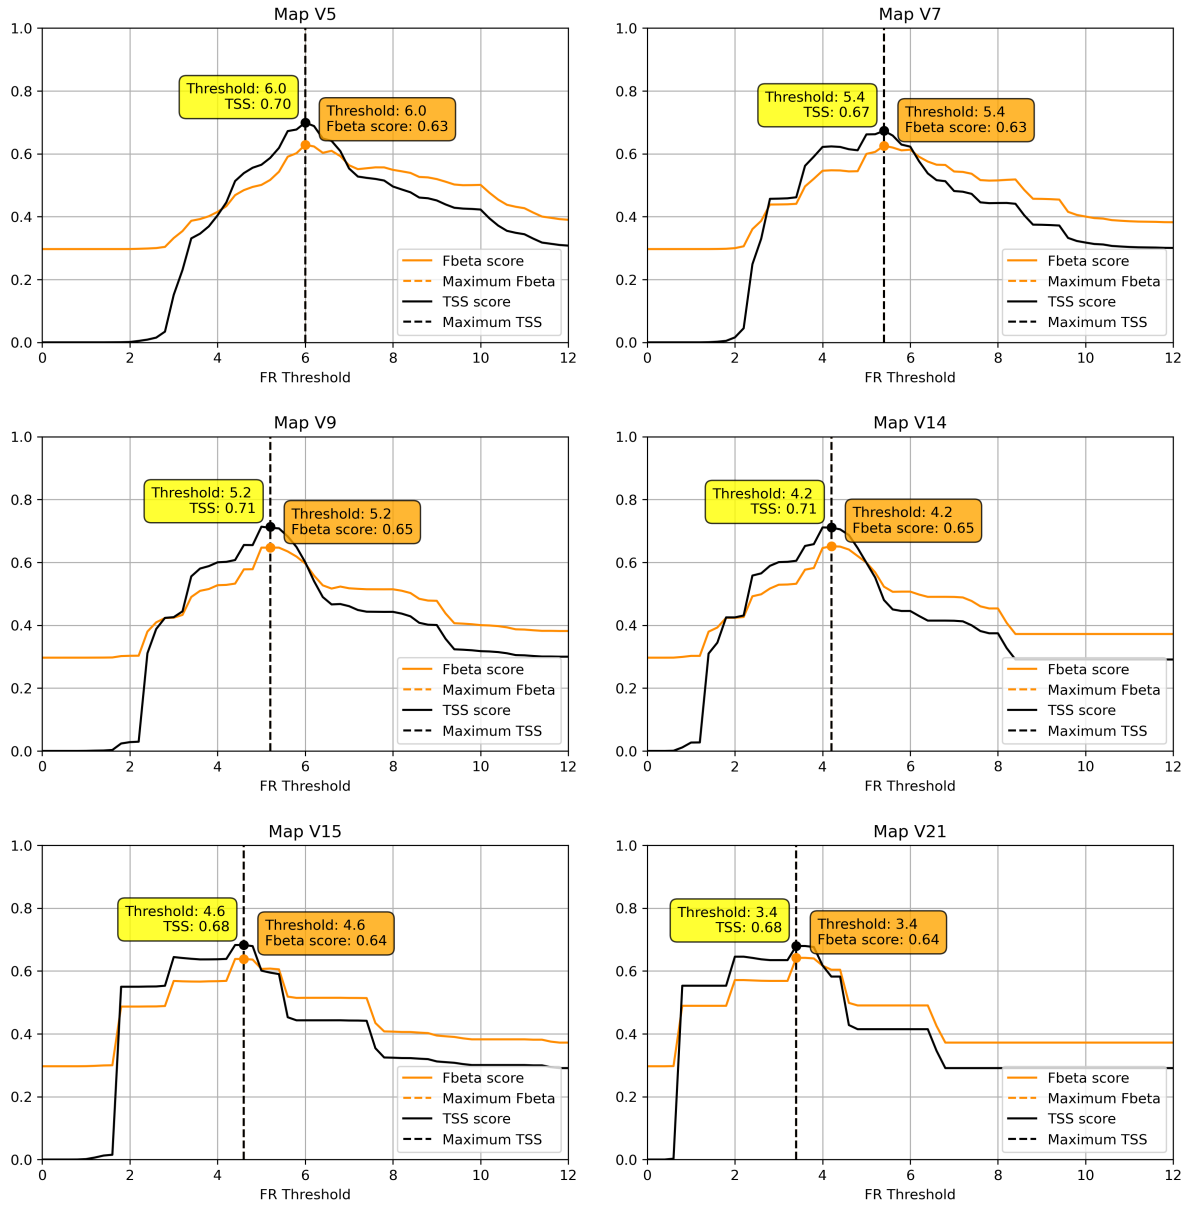 Map V5
1.0
0.8
0.6
0.4
0.2
0.0
Threshold: 6.0
TSS: 0.70
Threshold: 6.0
Fbeta score: 0.63
Fbeta score
Maximum Fbeta
TSS score
Maximum TSS
0 2 4 6 8 10 12
FR Threshold
Map V7
1.0
0.8
0.6
0.4
0.2
0.0
Threshold: 5.4
TSS: 0.67
Threshold: 5.4
Fbeta score: 0.63
Fbeta score
Maximum Fbeta
TSS score
Maximum TSS
0 2 4 6 8 10 12
FR Threshold
Map V9
1.0
0.8
0.6
0.4
0.2
0.0
Threshold: 5.2
TSS: 0.71
Threshold: 5.2
Fbeta score: 0.65
Fbeta score
Maximum Fbeta
TSS score
Maximum TSS
0 2 4 6 8 10 12
FR Threshold
Map V14
1.0
0.8
0.6
0.4
0.2
0.0
Threshold: 4.2
TSS: 0.71
Threshold: 4.2
Fbeta score: 0.65
Fbeta score
Maximum Fbeta
TSS score
Maximum TSS
0 2 4 6 8 10 12
FR Threshold
Map V15
1.0
0.8
0.6
0.4
0.2
0.0
Threshold: 4.6
TSS: 0.68
Threshold: 4.6
Fbeta score: 0.64
Fbeta score
Maximum Fbeta
TSS score
Maximum TSS
0 2 4 6 8 10 12
FR Threshold
Map V21
1.0
0.8
0.6
0.4
0.2
0.0
Threshold: 3.4
TSS: 0.68
Threshold: 3.4
Fbeta score: 0.64
Fbeta score
Maximum Fbeta
TSS score
Maximum TSS
0 2 4 6 8 10 12
FR Threshold